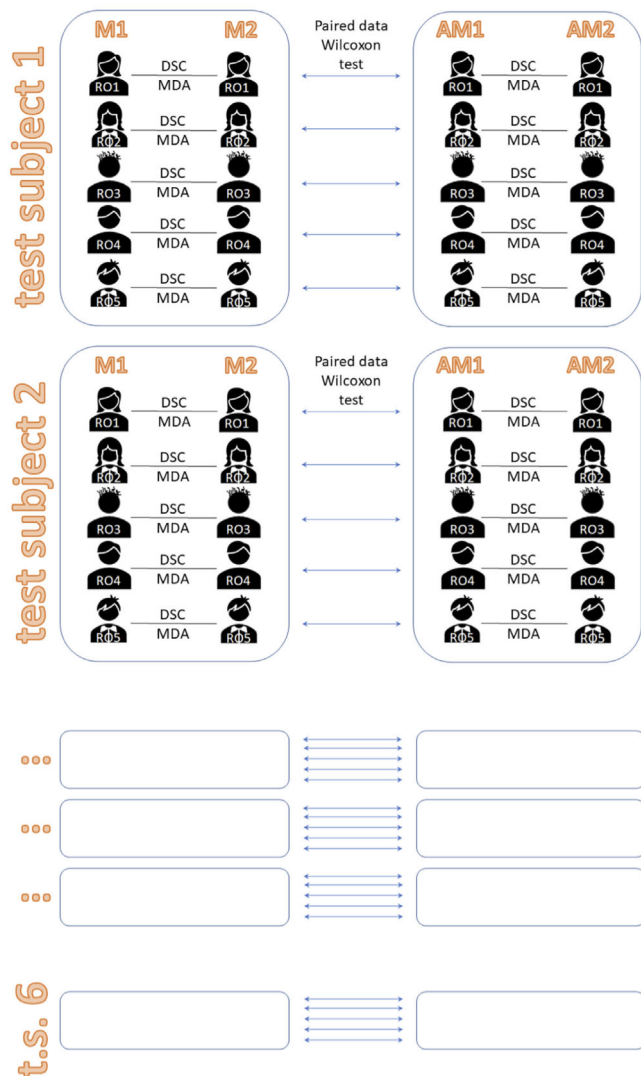 test subject 1
M1 M2
Paired data
Wilcoxon
test
AM1 AM2
RO1 DSC MDA RO1
RO1 DSC MDA RO1
RO2 DSC MDA RO2
RO2 DSC MDA RO2
RO3 DSC MDA RO3
RO3 DSC MDA RO3
RO4 DSC MDA RO4
RO4 DSC MDA RO4
RO5 DSC MDA RO5
RO5 DSC MDA RO5
test subject 2
M1 M2
Paired data
Wilcoxon
test
AM1 AM2
RO1 DSC MDA RO1
RO1 DSC MDA RO1
RO2 DSC MDA RO2
RO2 DSC MDA RO2
RO3 DSC MDA RO3
RO3 DSC MDA RO3
RO4 DSC MDA RO4
RO4 DSC MDA RO4
RO5 DSC MDA RO5
RO5 DSC MDA RO5
...
...
...
t.s. 6